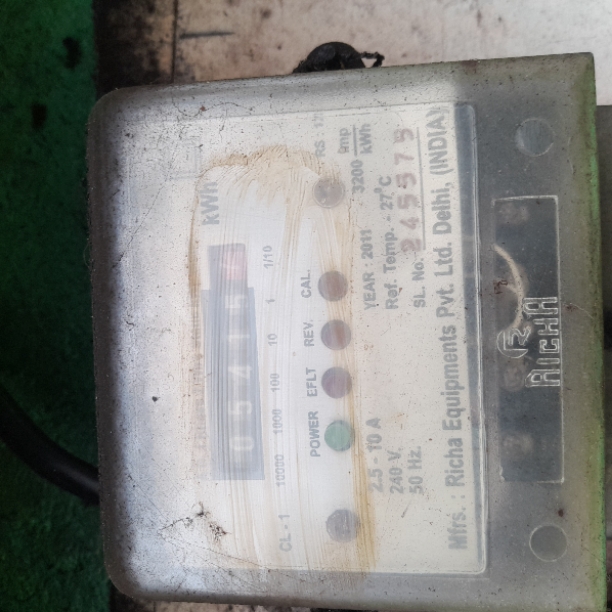 kWh
10000 1000 100 10 1 1/10
CL - 1
POWER EFLT REV. CAL.
3200 imp/kWh
2.5 - 10 A
240 V.
50 Hz.
YEAR : 2011
Ref. Temp. - 27°C
SL. No. 245575
Mfrs. : Richa Equipments Pvt. Ltd. Delhi, (INDIA)
RICHA